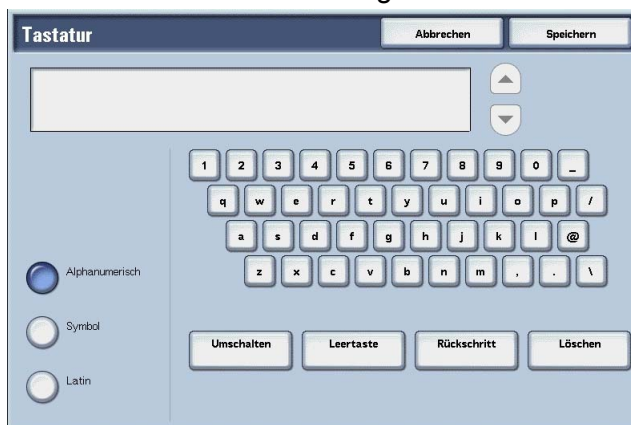 Tastatur Abbrechen Speichern
1 2 3 4 5 6 7 8 9 0 _
q w e r t y u i o p /
a s d f g h j k l @
Alphanumerisch z x c v b n m , . \
Symbol
Umschalten Leertaste Rückschritt Löschen
Latin